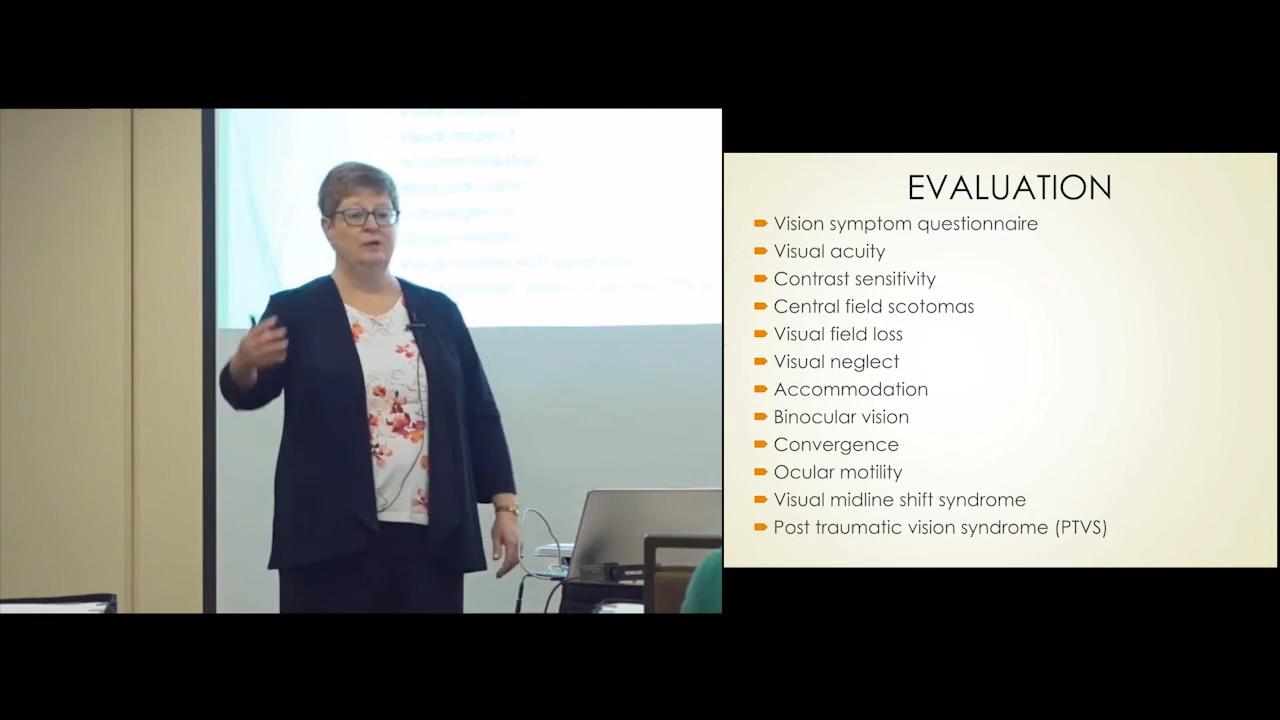 EVALUATION
Vision symptom questionnaire
Visual acuity
Contrast sensitivity
Central field scotomas
Visual field loss
Visual neglect
Accommodation
Binocular vision
Convergence
Ocular motility
Visual midline shift syndrome
Post traumatic vision syndrome (PTVS)